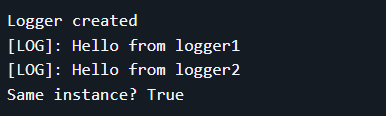 Logger created
[LOG]: Hello from logger1
[LOG]: Hello from logger2
Same instance? True